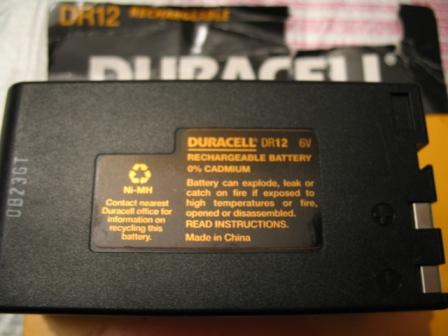 DR12 RECHARGEABLE
DURACELL
DURACELL DR12 6V
RECHARGEABLE BATTERY
0% CADMIUM
Battery can explode, leak or
catch on fire if exposed to
high temperatures or fire,
opened or disassembled.
READ INSTRUCTIONS.
Made in China
Ni-MH
Contact nearest
Duracell office for
information on
recycling this
battery.
0B23GT